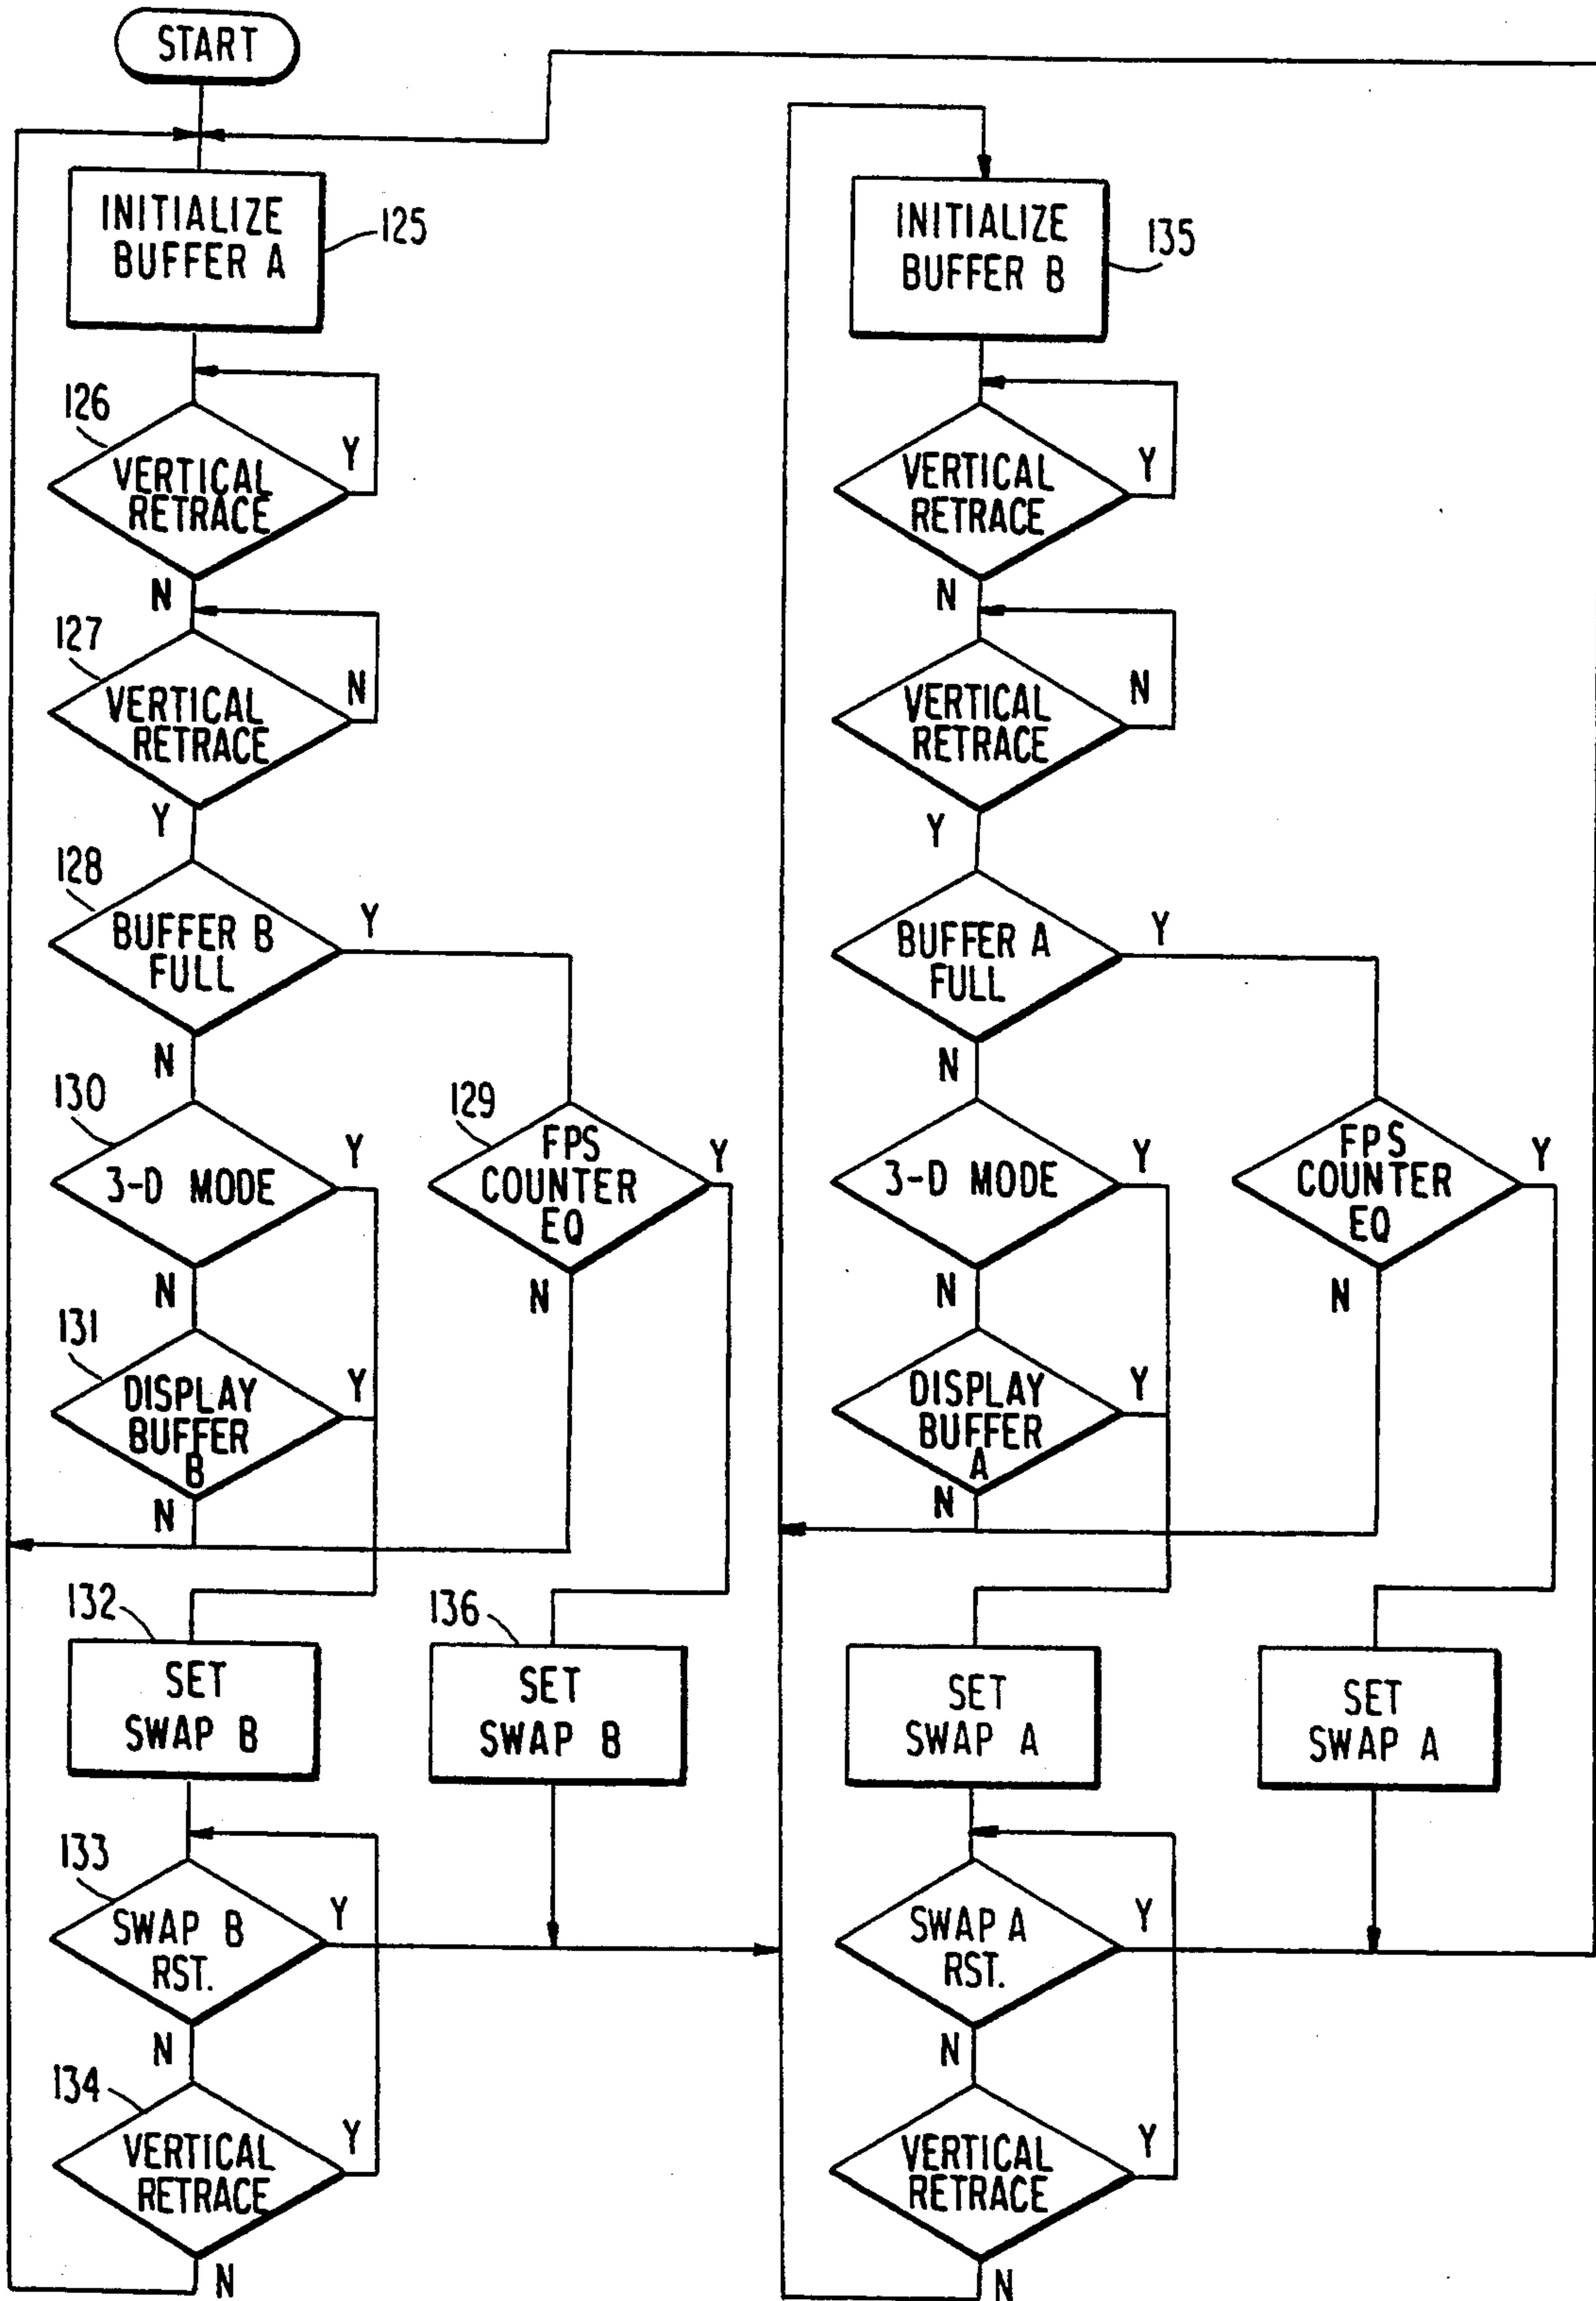 START
INITIALIZE
BUFFER A
125
126
VERTICAL
RETRACE
Y
N
127
VERTICAL
RETRACE
N
Y
128
BUFFER B
FULL
Y
N
130
3-D MODE
Y
N
129
FPS
COUNTER
EQ
Y
N
131
DISPLAY
BUFFER
B
Y
N
132
SET
SWAP B
136
SET
SWAP B
133
SWAP B
RST.
Y
N
134
VERTICAL
RETRACE
Y
N
INITIALIZE
BUFFER B
135
VERTICAL
RETRACE
Y
N
VERTICAL
RETRACE
N
Y
BUFFER A
FULL
Y
N
3-D MODE
Y
N
FPS
COUNTER
EQ
Y
N
DISPLAY
BUFFER
A
Y
N
SET
SWAP A
SET
SWAP A
SWAP A
RST.
Y
N
VERTICAL
RETRACE
Y
N